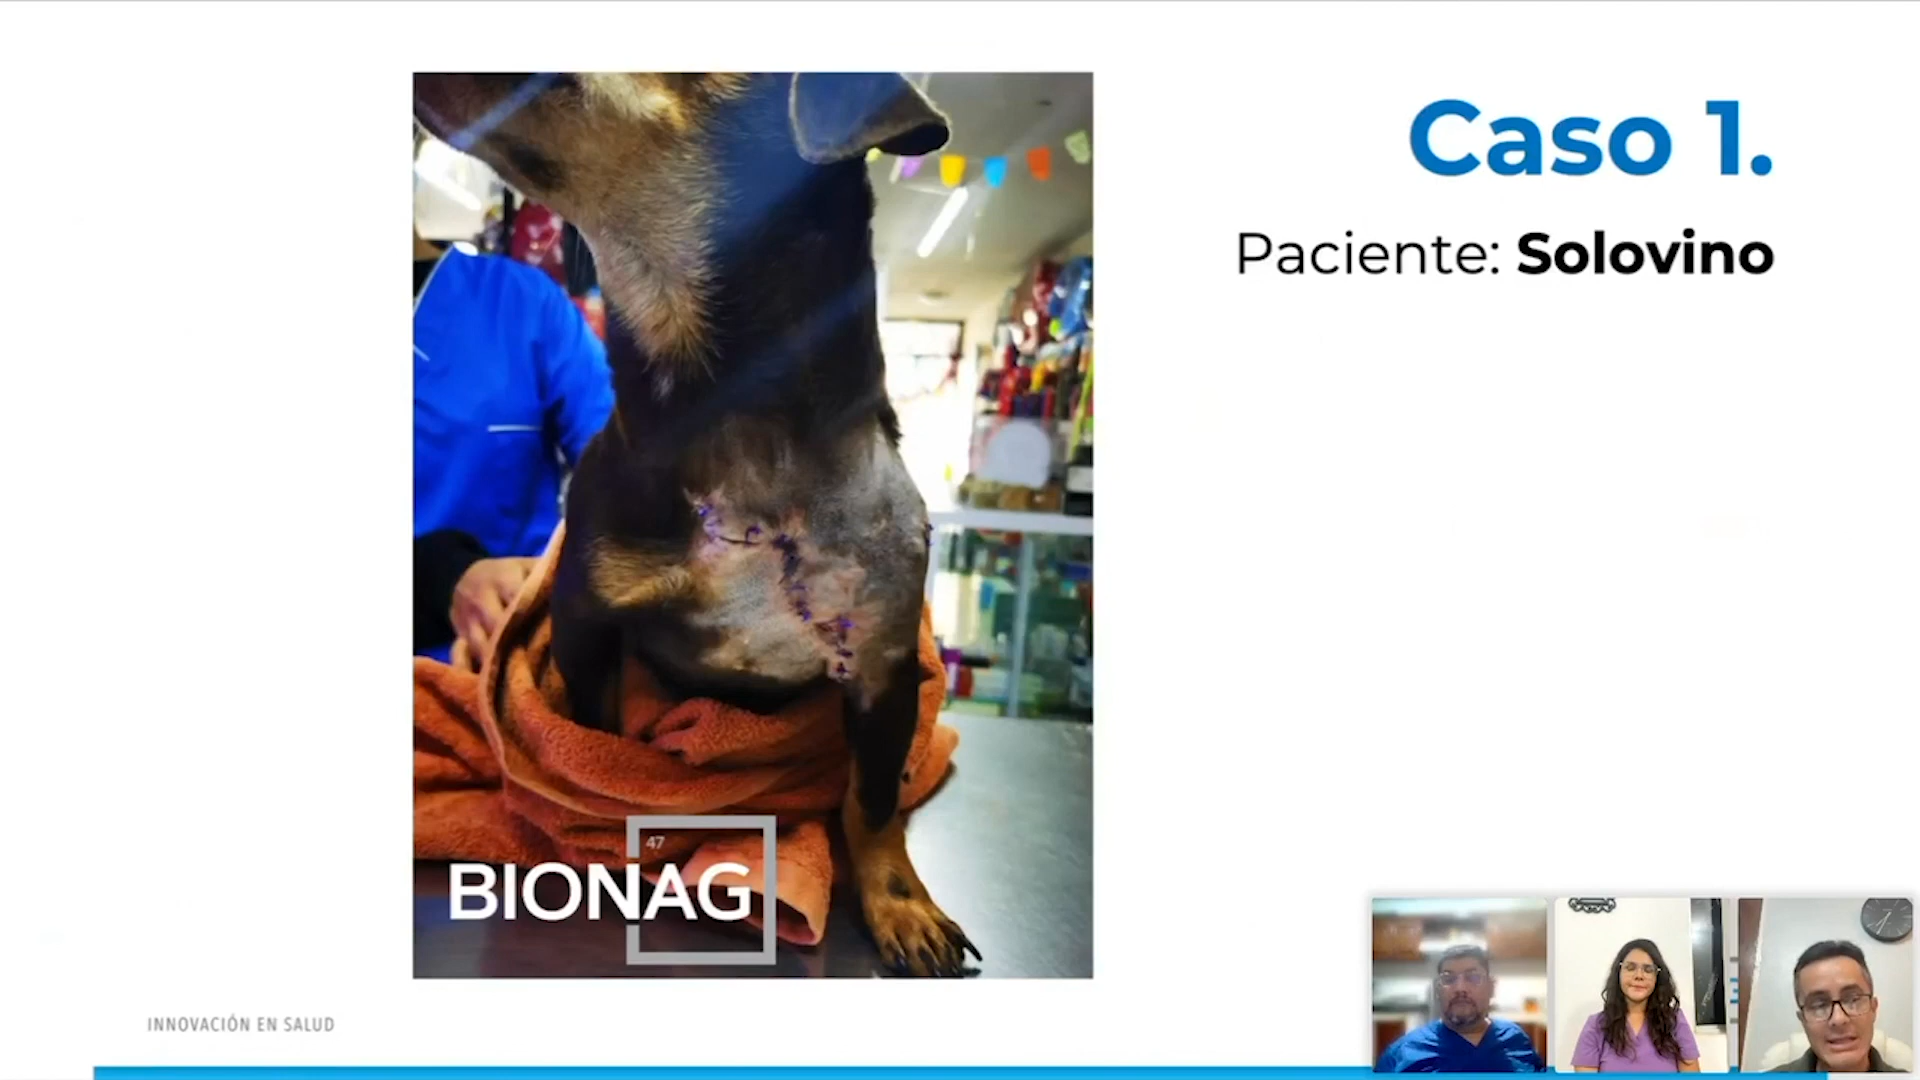 Caso 1.
Paciente: Solovino
47
BIONAG
INNOVACIÓN EN SALUD